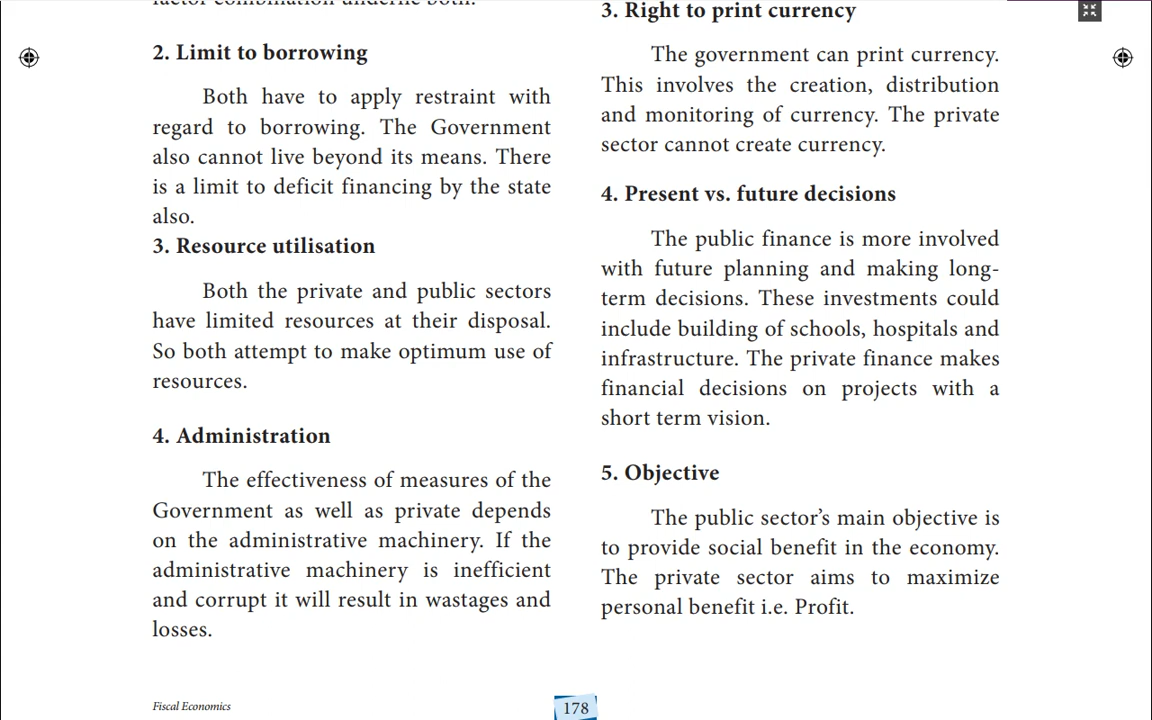 2. Limit to borrowing
Both have to apply restraint with
regard to borrowing. The Government
also cannot live beyond its means. There
is a limit to deficit financing by the state
also.
3. Resource utilisation
Both the private and public sectors
have limited resources at their disposal.
So both attempt to make optimum use of
resources.
4. Administration
The effectiveness of measures of the
Government as well as private depends
on the administrative machinery. If the
administrative machinery is inefficient
and corrupt it will result in wastages and
losses.
3. Right to print currency
The government can print currency.
This involves the creation, distribution
and monitoring of currency. The private
sector cannot create currency.
4. Present vs. future decisions
The public finance is more involved
with future planning and making long-
term decisions. These investments could
include building of schools, hospitals and
infrastructure. The private finance makes
financial decisions on projects with a
short term vision.
5. Objective
The public sector's main objective is
to provide social benefit in the economy.
The private sector aims to maximize
personal benefit i.e. Profit.
Fiscal Economics
178